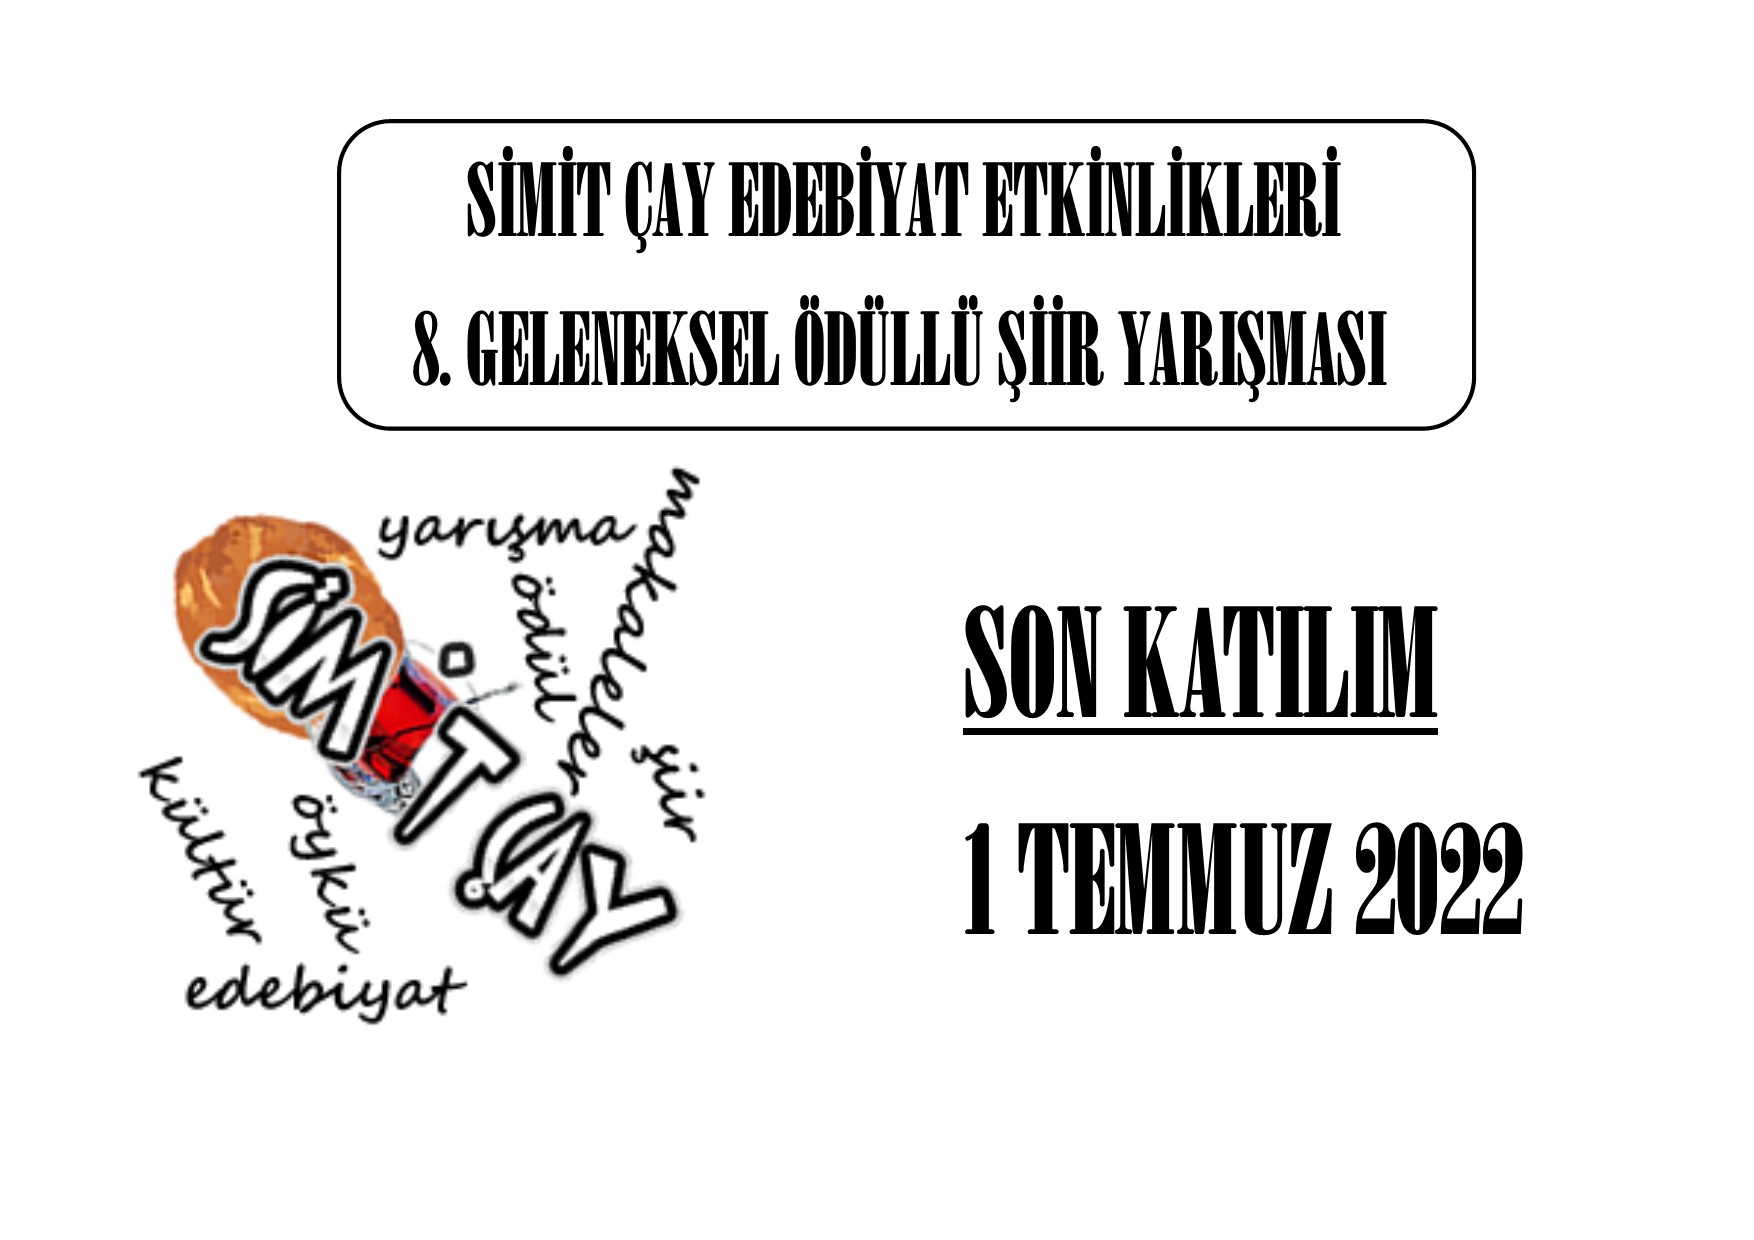 SİMİT ÇAY EDEBİYAT ETKİNLİKLERİ
8. GELENEKSEL ÖDÜLLÜ ŞİİR YARIŞMASI
yarışma
makaleler
ödül
SİMİT ÇAY
şiir
kültür
öykü
edebiyat
SON KATILIM
1 TEMMUZ 2022